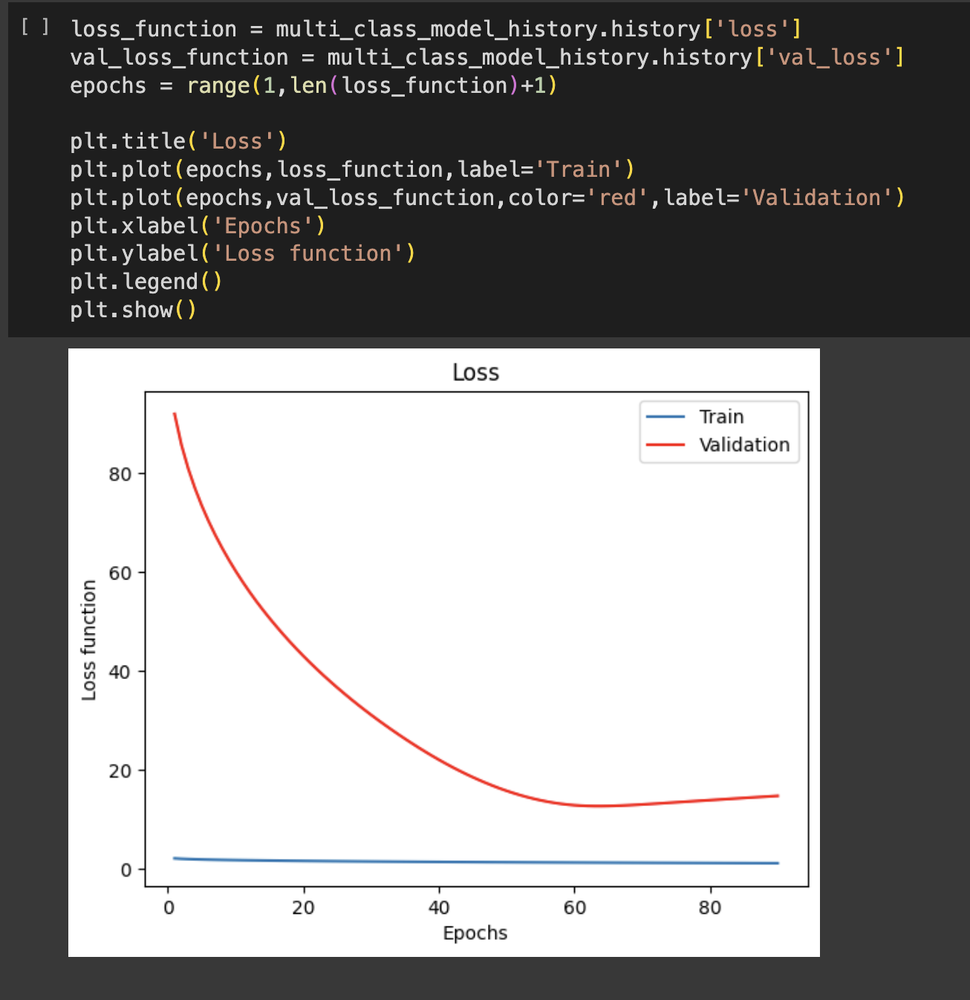 [ ] loss_function = multi_class_model_history.history['loss']
val_loss_function = multi_class_model_history.history['val_loss']
epochs = range(1,len(loss_function)+1)
plt.title('Loss')
plt.plot(epochs,loss_function,label='Train')
plt.plot(epochs,val_loss_function,color='red',label='Validation')
plt.xlabel('Epochs')
plt.ylabel('Loss function')
plt.legend()
plt.show()
Loss
Train
Validation
80
60
40
20
0
Loss function
0 20 40 60 80
Epochs